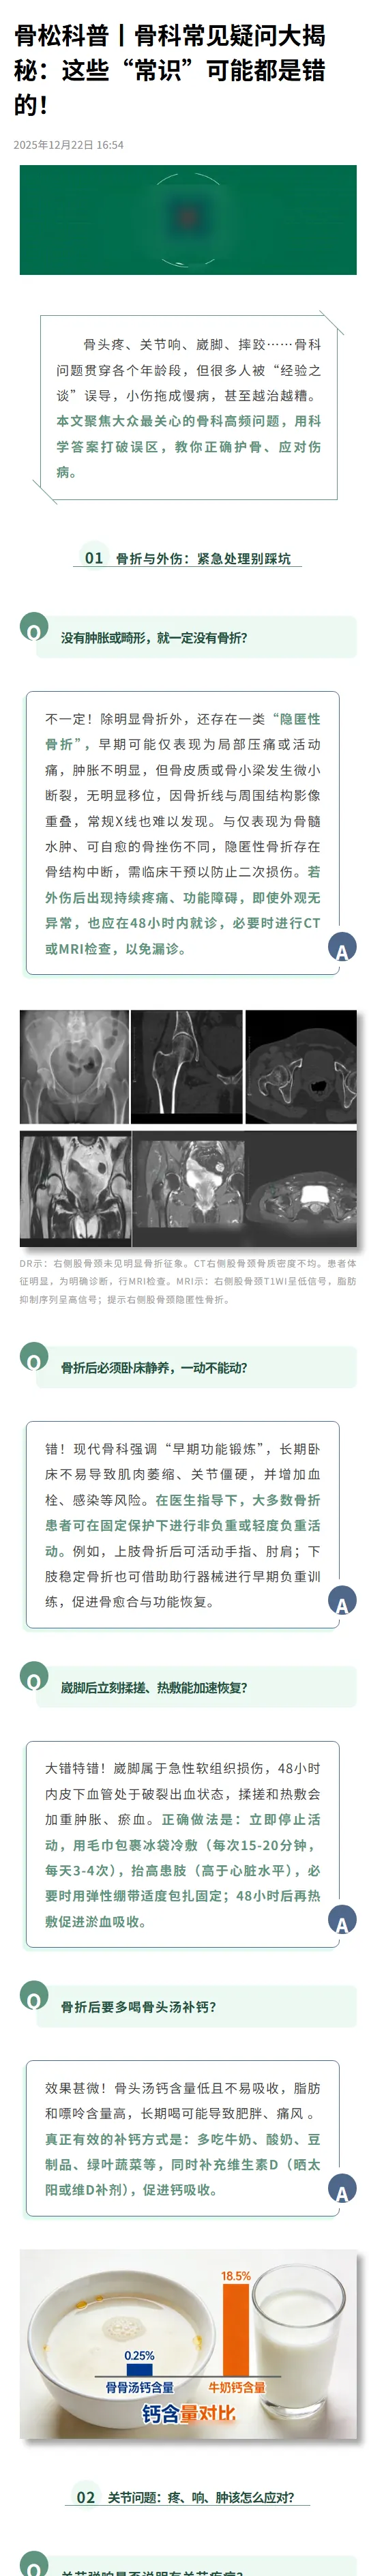 骨松科普丨骨科常见疑问大揭
秘：这些“常识”可能都是错
的！
2025年12月22日 16:54
骨头疼、关节响、崴脚、摔跤……骨科
问题贯穿各个年龄段，但很多人被“经验之
谈”误导，小伤拖成慢病，甚至越治越糟。
本文聚焦大众最关心的骨科高频问题，用科
学答案打破误区，教你正确护骨、应对伤
病。
01 骨折与外伤：紧急处理别踩坑
Q
没有肿胀或畸形，就一定没有骨折？
不一定！除明显骨折外，还存在一类“隐匿性
骨折”，早期可能仅表现为局部压痛或活动
痛，肿胀不明显，但骨皮质或骨小梁发生微小
断裂，无明显移位，因骨折线与周围结构影像
重叠，常规X线也难以发现。与仅表现为骨髓
水肿、可自愈的骨挫伤不同，隐匿性骨折存在
骨结构中断，需临床干预以防止二次损伤。若
外伤后出现持续疼痛、功能障碍，即使外观无
异常，也应在48小时内就诊，必要时进行CT
或MRI检查，以免漏诊。
A
DR示：右侧股骨颈未见明显骨折征象。CT右侧股骨颈骨质密度不均。患者体
征明显，为明确诊断，行MRI检查。MRI示：右侧股骨颈T1WI呈低信号，脂肪
抑制序列呈高信号；提示右侧股骨颈隐匿性骨折。
Q
骨折后必须卧床静养，一动不能动？
错！现代骨科强调“早期功能锻炼”，长期卧
床不易导致肌肉萎缩、关节僵硬，并增加血
栓、感染等风险。在医生指导下，大多数骨折
患者可在固定保护下进行非负重或轻度负重活
动。例如，上肢骨折后可活动手指、肘肩；下
肢稳定骨折也可借助助行器械进行早期负重训
练，促进骨愈合与功能恢复。
A
Q
崴脚后立刻揉搓、热敷能加速恢复？
大错特错！崴脚属于急性软组织损伤，48小时
内皮下血管处于破裂出血状态，揉搓和热敷会
加重肿胀、瘀血。正确做法是：立即停止活
动，用毛巾包裹冰袋冷敷（每次15-20分钟，
每天3-4次），抬高患肢（高于心脏水平），必
要时用弹性绷带适度包扎固定；48小时后再热
敷促进淤血吸收。
A
Q
骨折后要多喝骨头汤补钙？
效果甚微！骨头汤钙含量低且不易吸收，脂肪
和嘌呤含量高，长期喝可能导致肥胖、痛风 。
真正有效的补钙方式是：多吃牛奶、酸奶、豆
制品、绿叶蔬菜等，同时补充维生素D（晒太
阳或维D补剂），促进钙吸收。
A
18.5%
0.25%
骨骨汤钙含量 牛奶钙含量
钙含量对比
02 关节问题：疼、响、肿该怎么应对？
Q